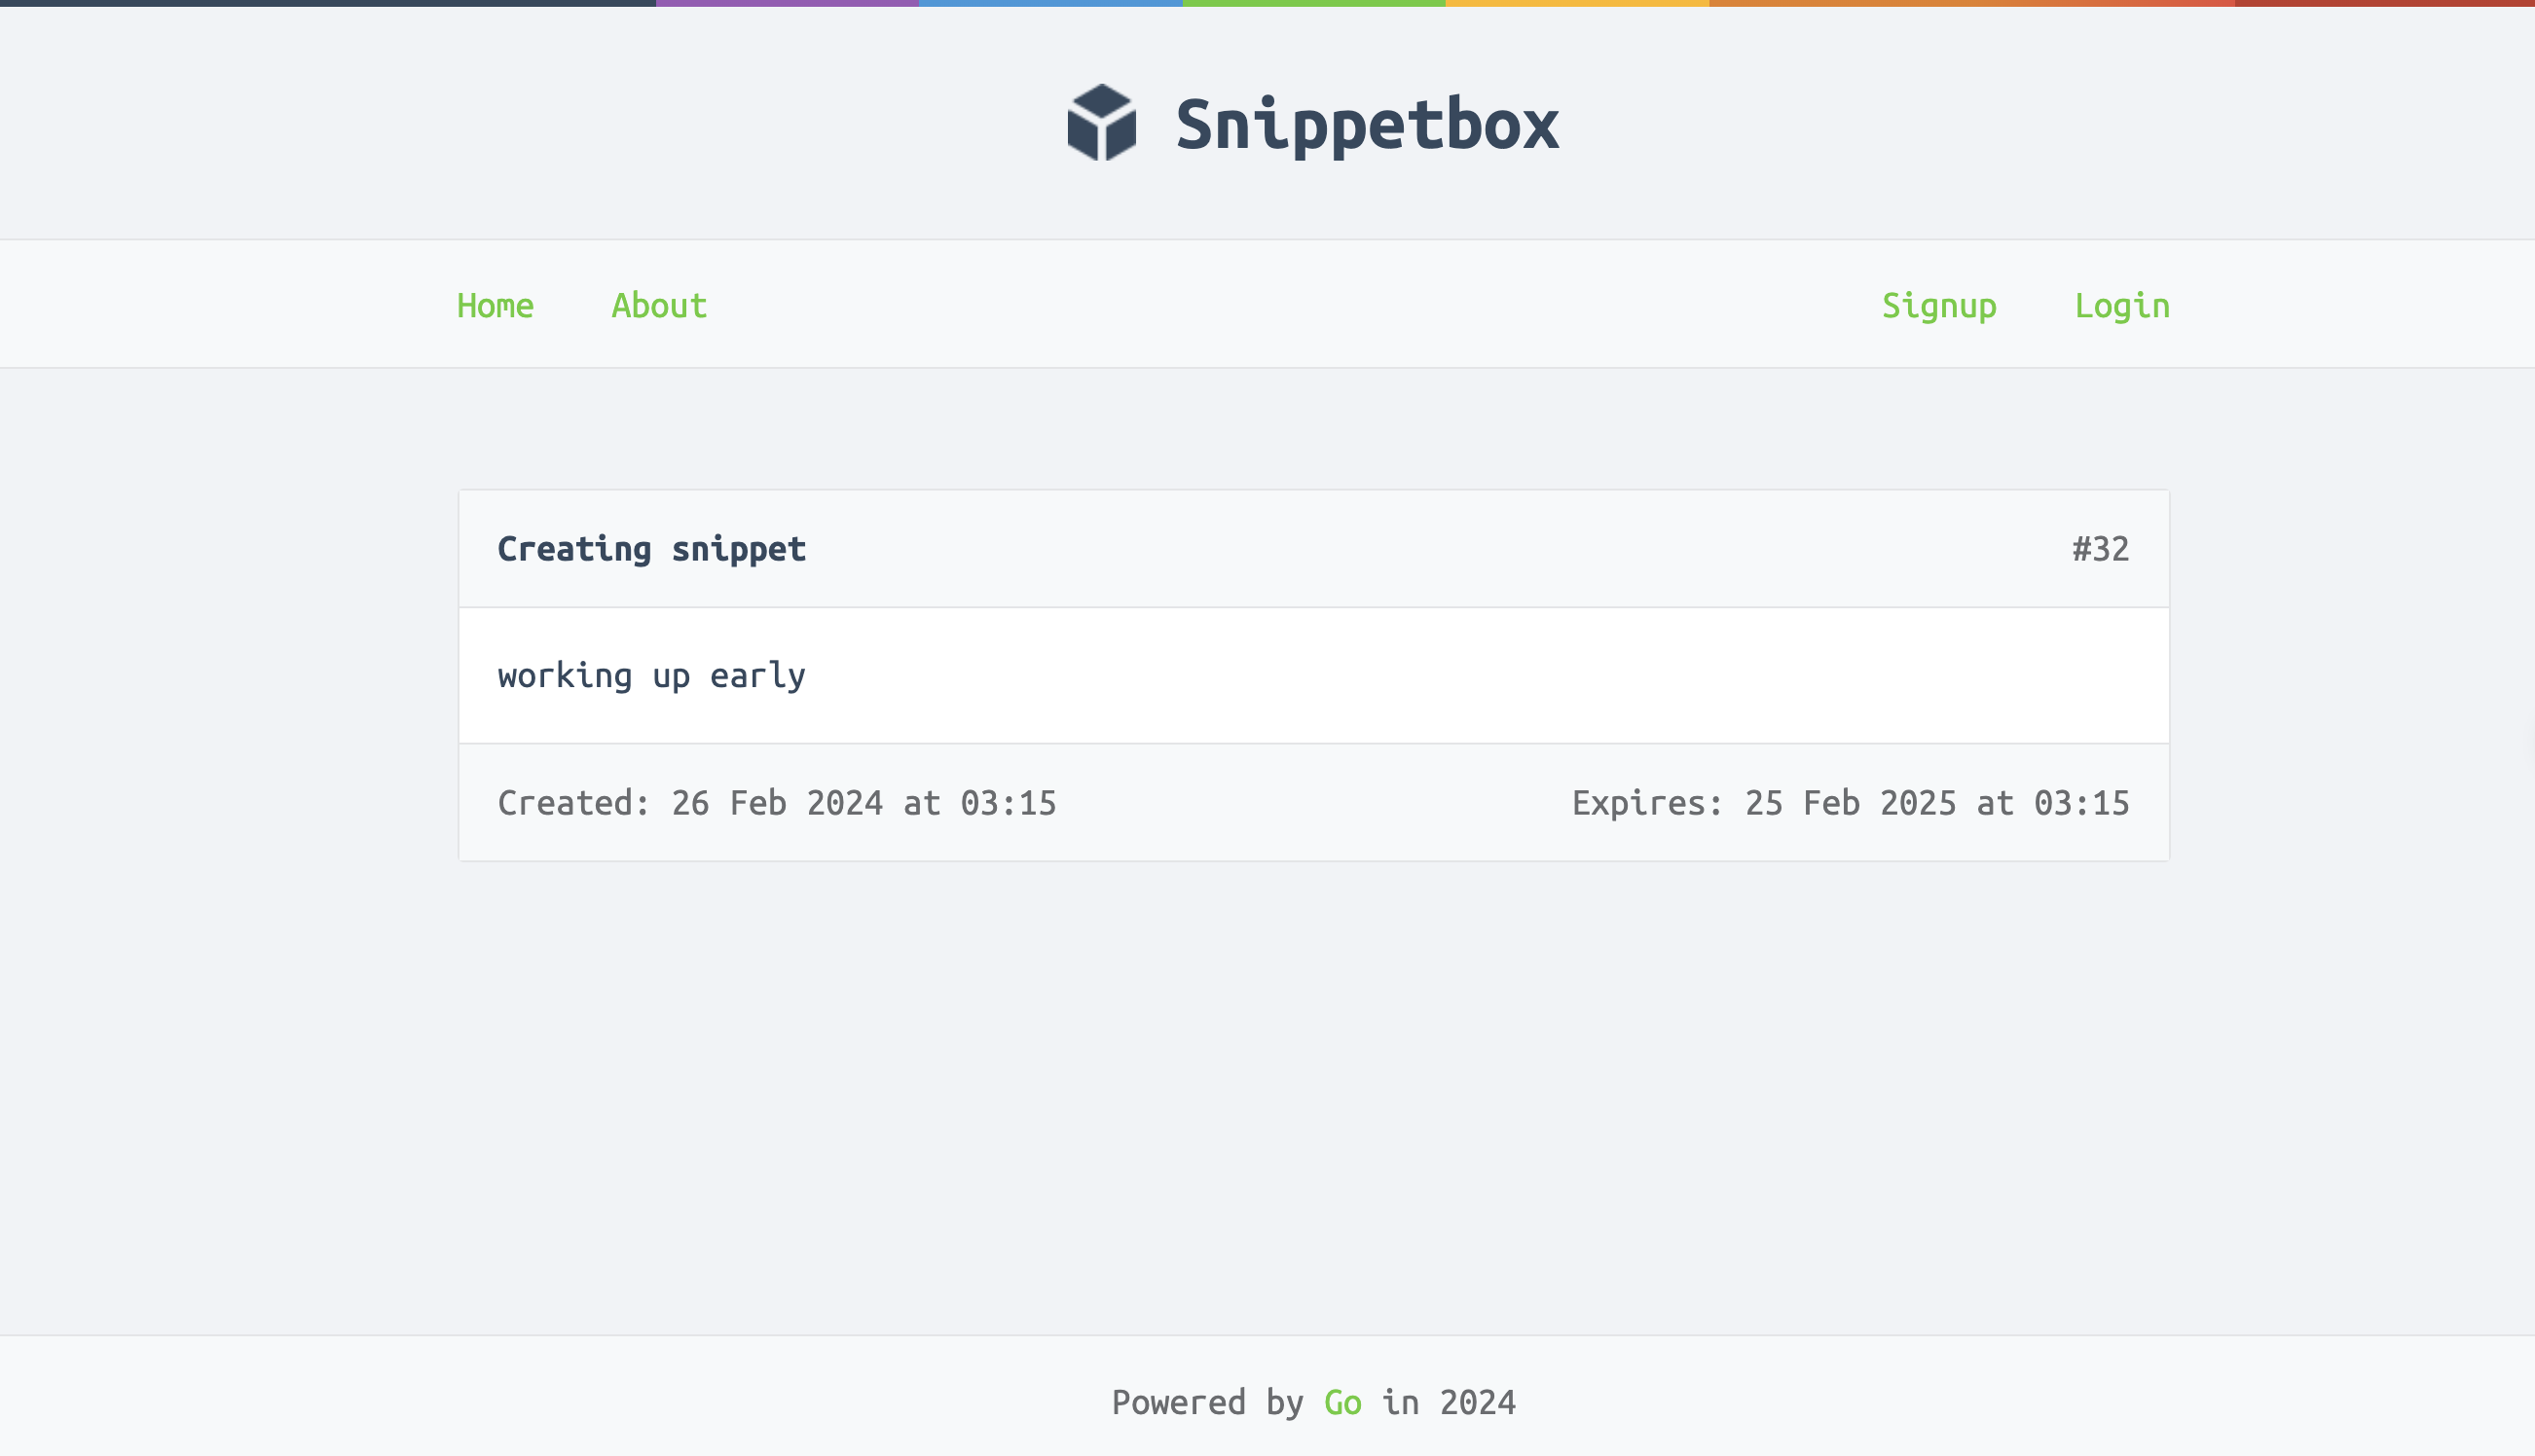 Snippetbox
Home About Signup Login
Creating snippet #32
working up early
Created: 26 Feb 2024 at 03:15 Expires: 25 Feb 2025 at 03:15
Powered by Go in 2024